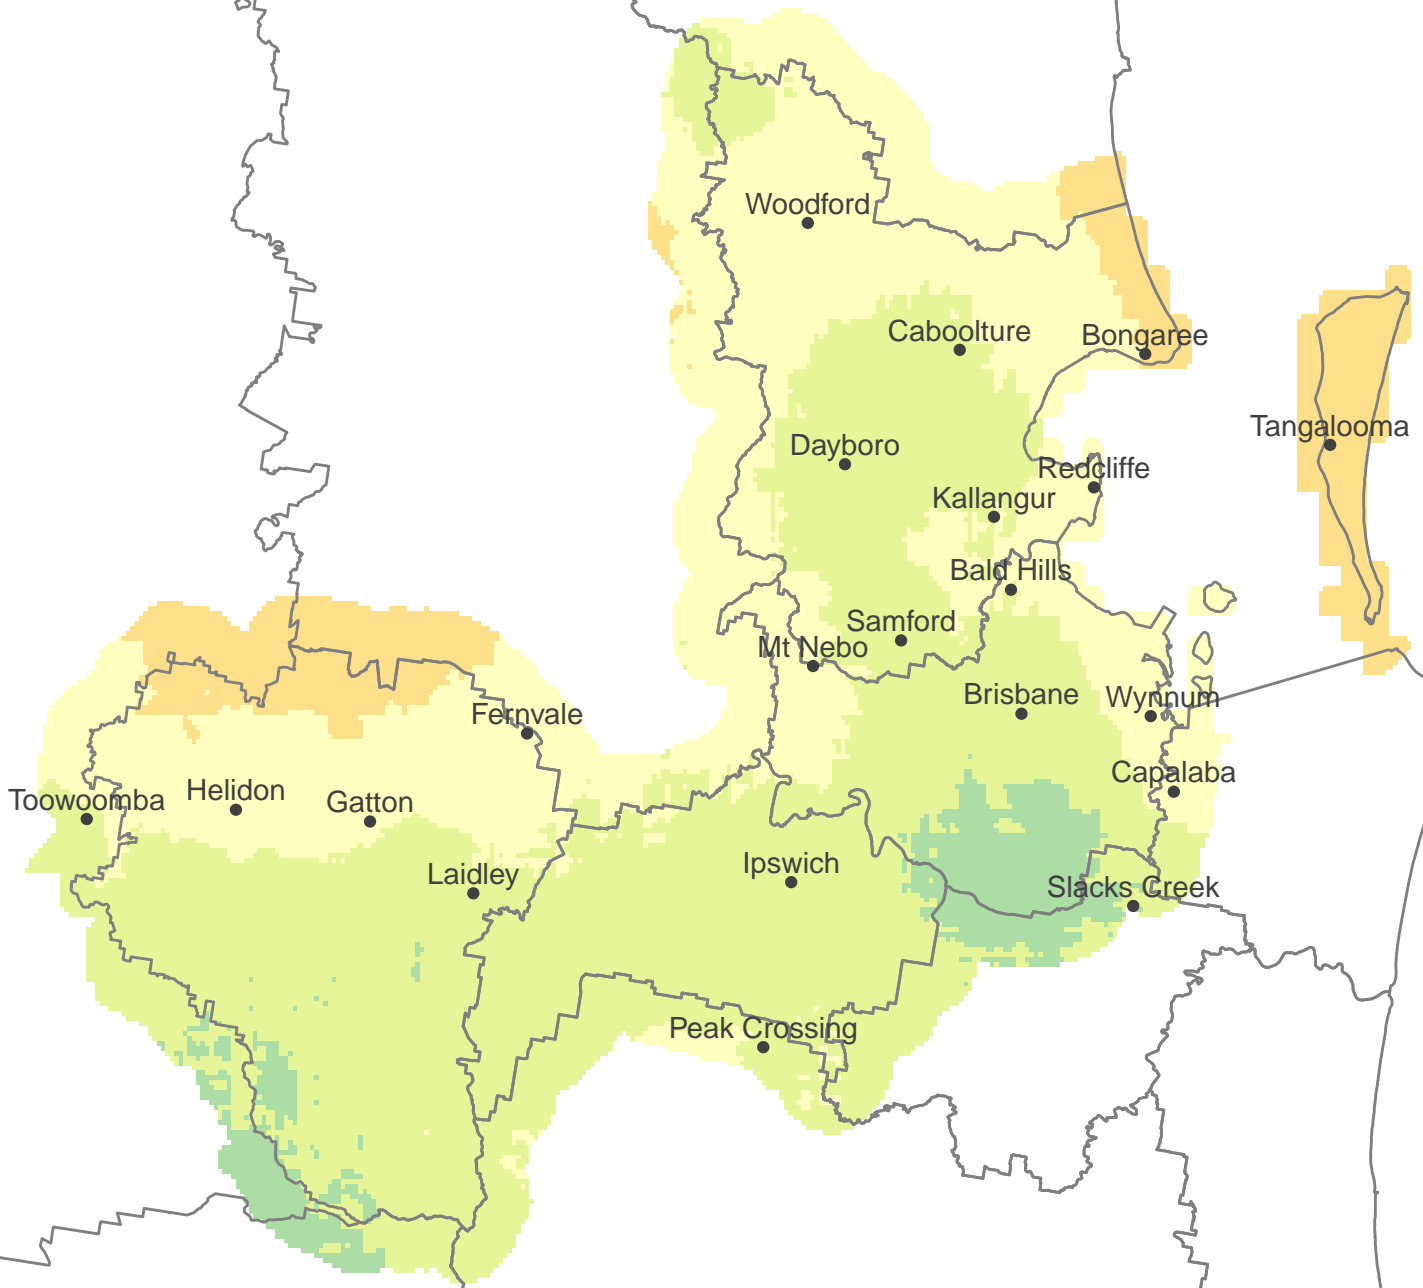 Woodford
Caboolture
Bongaree
Tangalooma
Dayboro
Redcliffe
Kallangur
Bald Hills
Samford
Mt Nebo
Brisbane
Wynnum
Fernvale
Capalaba
Toowoomba
Helidon
Gatton
Ipswich
Laidley
Slacks Creek
Peak Crossing